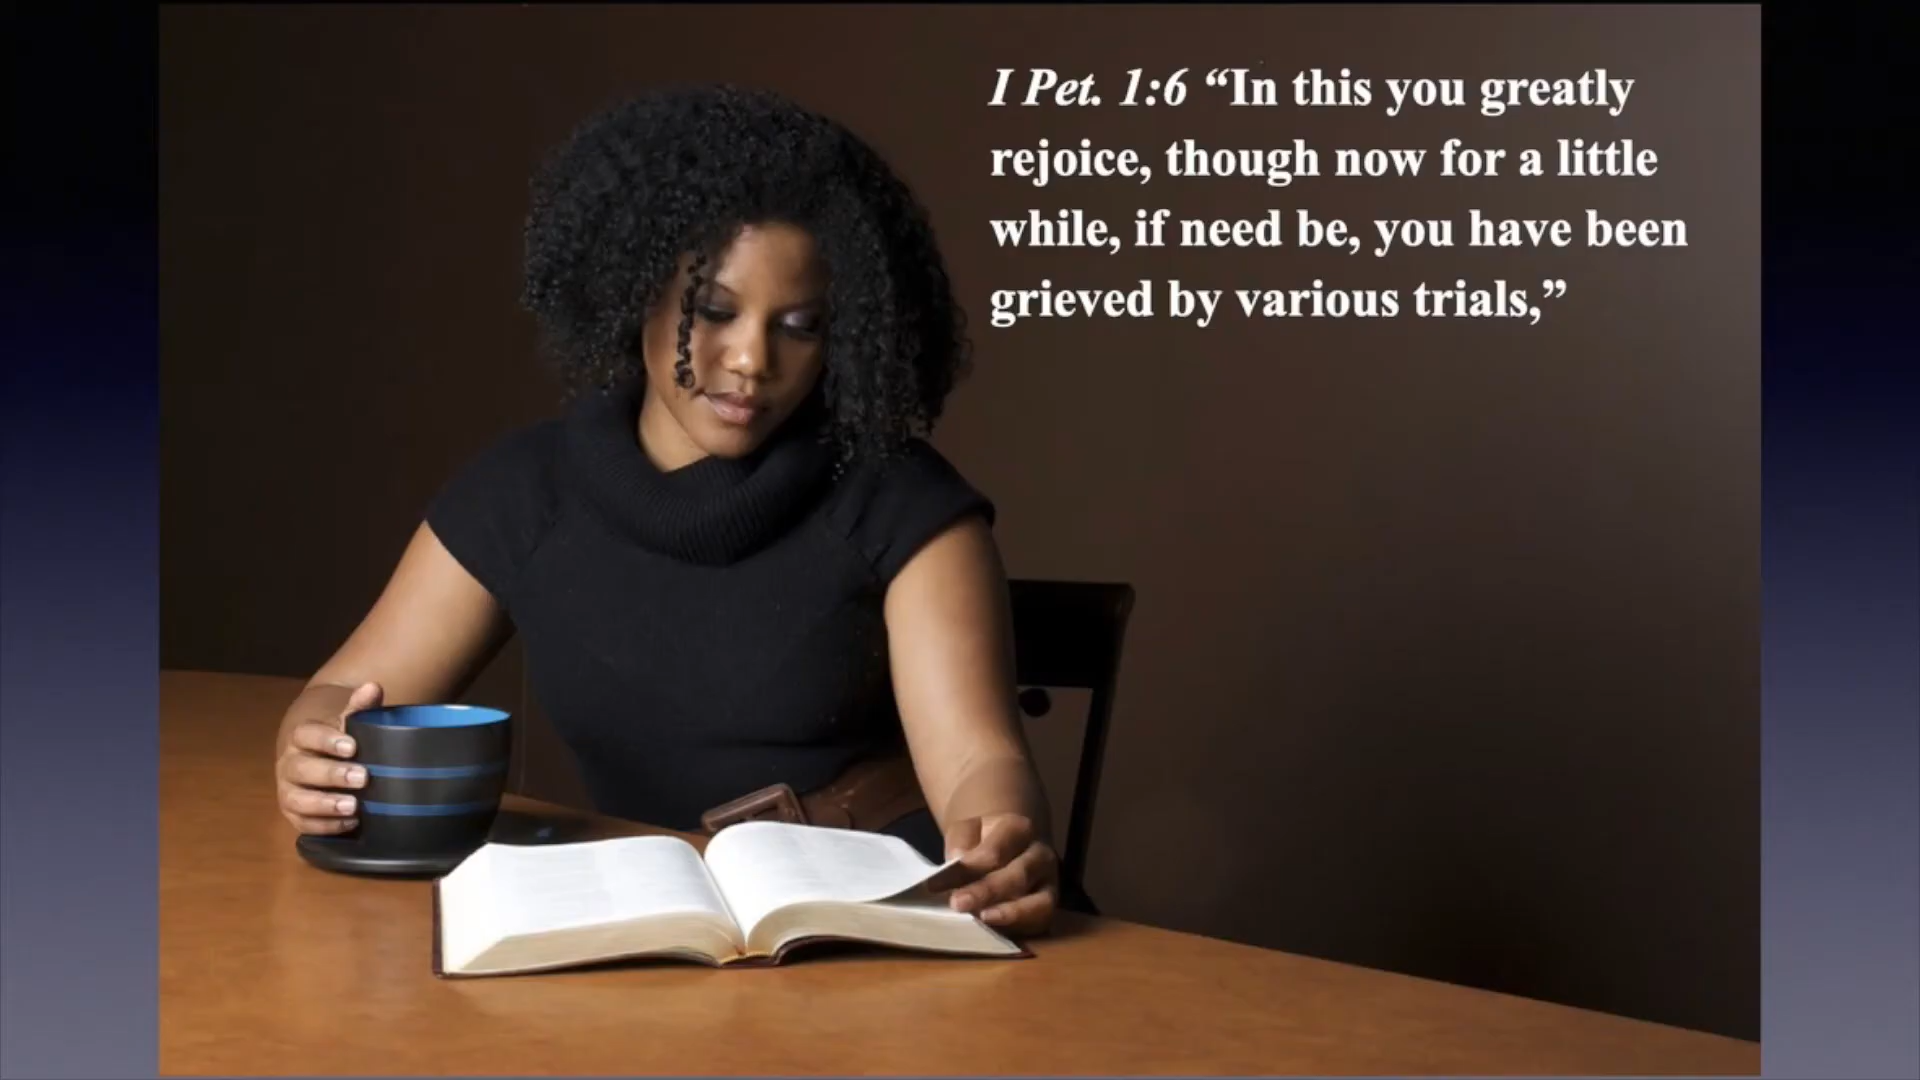 I Pet. 1:6 “In this you greatly
rejoice, though now for a little
while, if need be, you have been
grieved by various trials,”